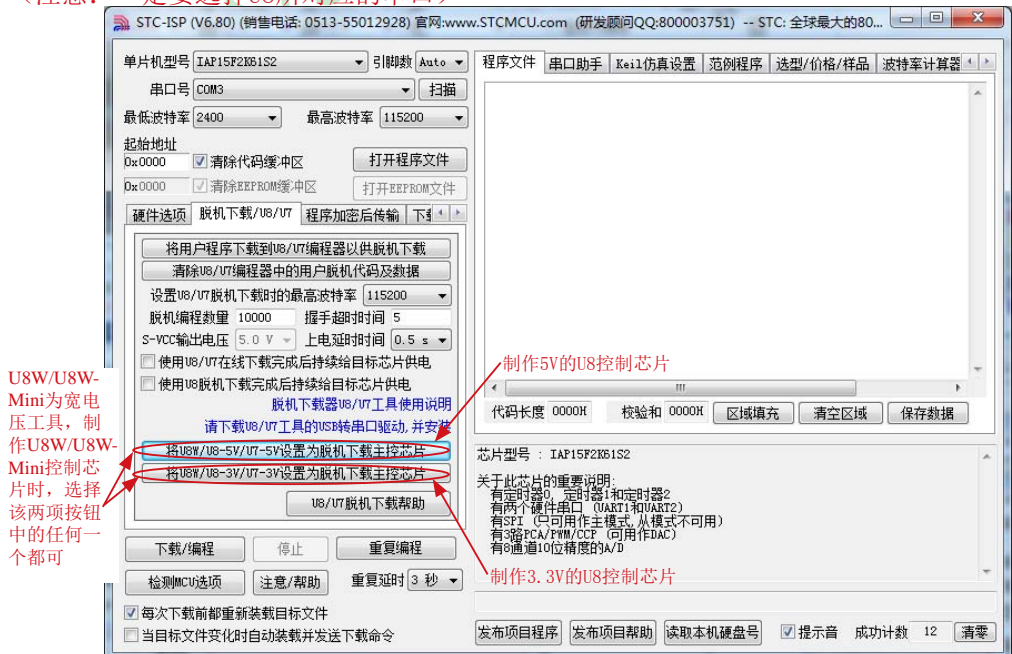 (注意：一定要选择U8所对应的串口)
STC-ISP (V6.80) (销售电话: 0513-55012928) 官网:www.STCMCU.com (研发顾问QQ:800003751) -- STC: 全球最大的80...
单片机型号 IAP15F2K61S2 引脚数 Auto
串口号 COM3 扫描
最低波特率 2400 最高波特率 115200
起始地址
0x0000 清除代码缓冲区 打开程序文件
0x0000 清除EEPROM缓冲区 打开EEPROM文件
硬件选项 脱机下载/U8/U7 程序加密后传输
将用户程序下载到U8/U7编程器以供脱机下载
清除U8/U7编程器中的用户脱机代码及数据
设置U8/U7脱机下载时的最高波特率 115200
脱机编程数量 10000 握手超时时间 5
S-VCC输出电压 5.0 V 上电延时时间 0.5 s
使用U8/U7在线下载完成后持续给目标芯片供电
使用U8脱机下载完成后持续给目标芯片供电
脱机下载器U8/U7工具使用说明
请下载U8/U7工具的USB转串口驱动,并安装
将U8W/U8-5V/U7-5V设置为脱机下载主控芯片
将U8W/U8-3V/U7-3V设置为脱机下载主控芯片
U8/U7脱机下载帮助
下载/编程 停止 重复编程
检测MCU选项 注意/帮助 重复延时 3 秒
每次下载前都重新装载目标文件
当目标文件变化时自动装载并发送下载命令
程序文件 串口助手 Keil仿真设置 范例程序 选型/价格/样品 波特率计算器
代码长度 0000H 校验和 0000H 区域填充 清空区域 保存数据
芯片型号 : IAP15F2K61S2
关于此芯片的重要说明:
有定时器0, 定时器1和定时器2
有两个硬件串口 (UART1和UART2)
有SPI (只可用作主模式,从模式不可用)
有3路PCA/PWM/CCP (可用作DAC)
有8通道10位精度的A/D
发布项目程序 发布项目帮助 读取本机硬盘号 提示音 成功计数 12 清零
制作5V的U8控制芯片
制作3.3V的U8控制芯片
U8W/U8W-
Mini为宽电
压工具，制
作U8W/U8W-
Mini控制芯
片时，选择
该两项按钮
中的任何一
个都可